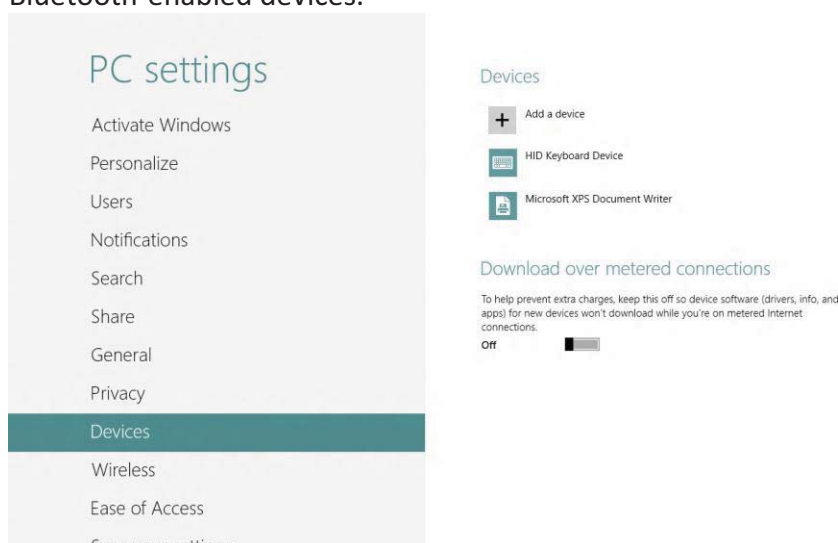 Bluetooth-enabled devices.
PC settings
Activate Windows
Personalize
Users
Notifications
Search
Share
General
Privacy
Devices
Wireless
Ease of Access
Devices
Add a device
HID Keyboard Device
Microsoft XPS Document Writer
Download over metered connections
To help prevent extra charges, keep this off so device software (drivers, info, and
apps) for new devices won't download while you're on metered Internet
connections.
Off